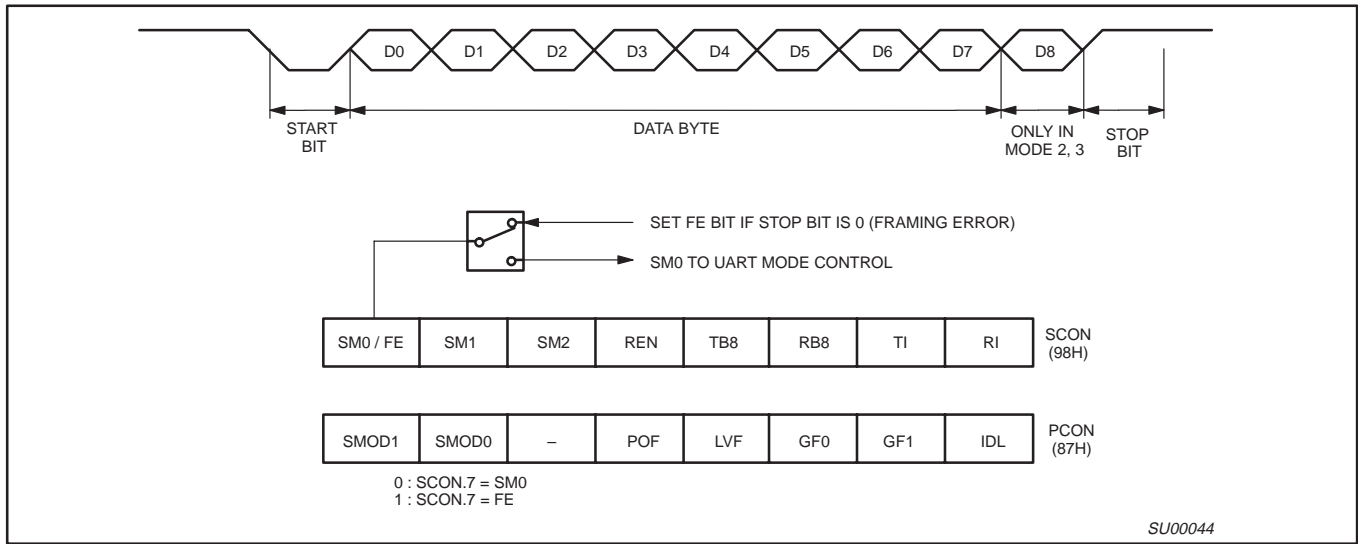 D0 D1 D2 D3 D4 D5 D6 D7 D8
START
BIT
DATA BYTE
ONLY IN
MODE 2, 3
STOP
BIT
SET FE BIT IF STOP BIT IS 0 (FRAMING ERROR)
SM0 TO UART MODE CONTROL
SM0 / FE SM1 SM2 REN TB8 RB8 TI RI
SCON
(98H)
SMOD1 SMOD0 – POF LVF GF0 GF1 IDL
PCON
(87H)
0 : SCON.7 = SM0
1 : SCON.7 = FE
SU00044